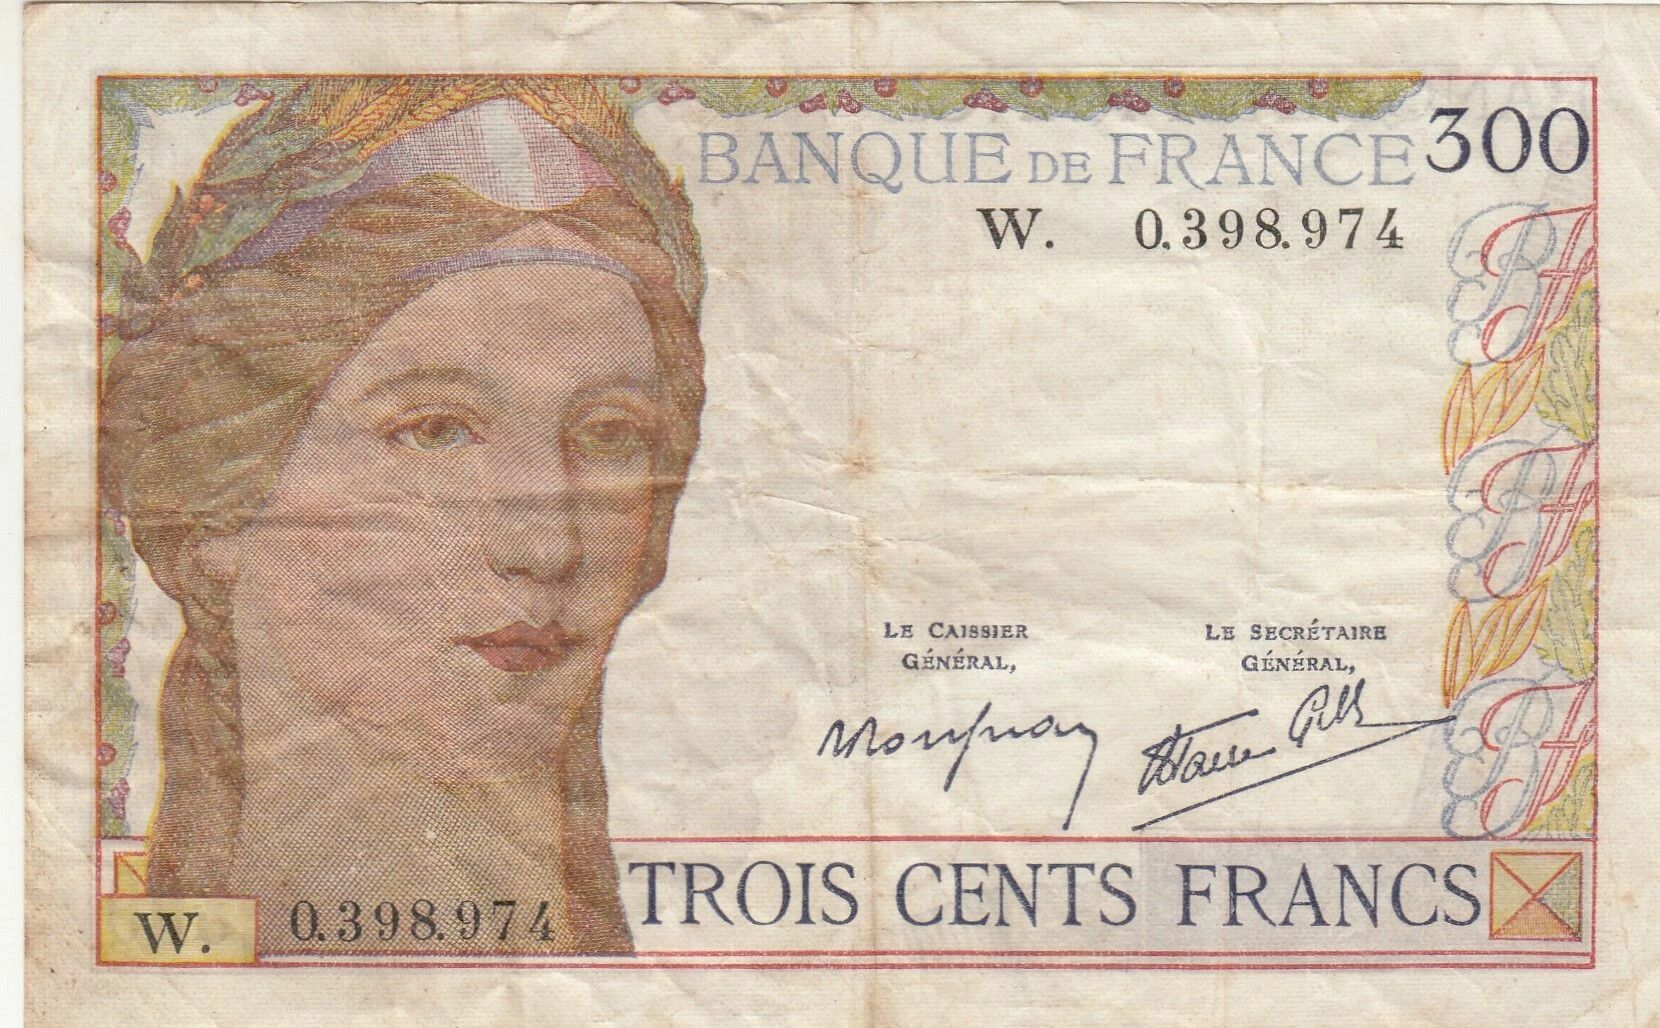 BANQUE DE FRANCE 300
W. 0.398.974
LE CAISSIER
GÉNÉRAL,
LE SECRÉTAIRE
GÉNÉRAL,
TROIS CENTS FRANCS
W. 0.398.974